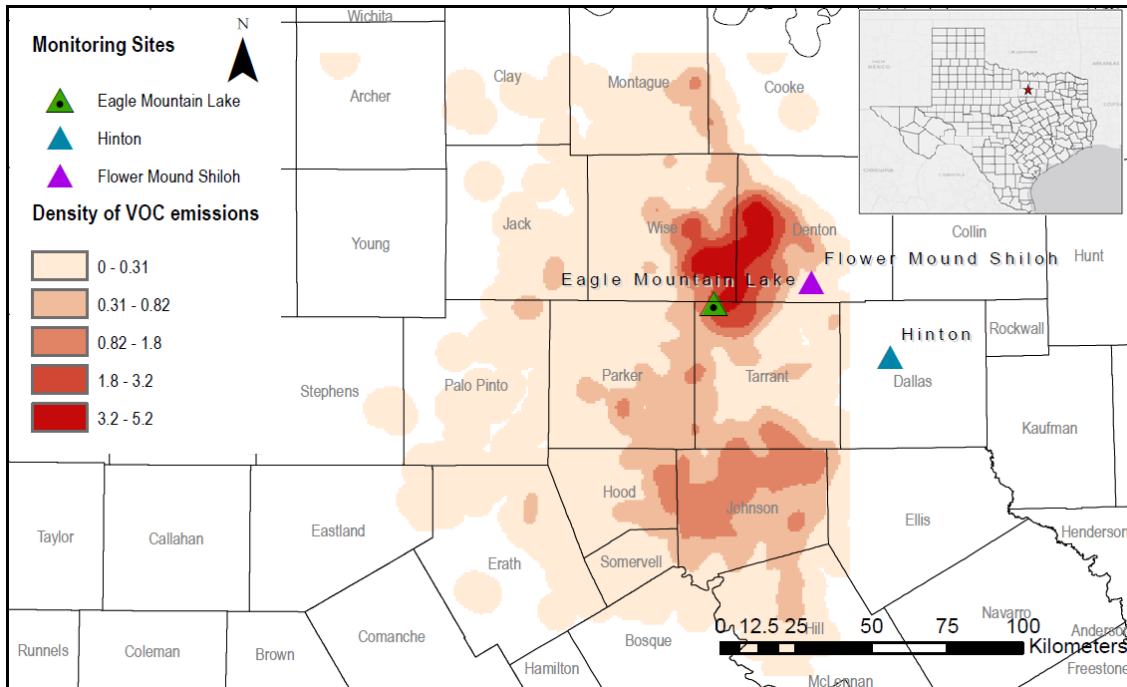 Monitoring Sites
N
Eagle Mountain Lake
Hinton
Flower Mound Shiloh
Density of VOC emissions
0 - 0.31
0.31 - 0.82
0.82 - 1.8
1.8 - 3.2
3.2 - 5.2
Wichita
Archer
Clay
Montague
Cooke
Young
Jack
Wise
Denton
Collin
Hunt
Flower Mound Shiloh
Eagle Mountain Lake
Hinton
Rockwall
Dallas
Stephens
Palo Pinto
Parker
Tarrant
Kaufman
Taylor
Callahan
Eastland
Hood
Johnson
Ellis
Henderson
Erath
Somervell
Navarro
Anderson
Freestone
Runnels
Coleman
Brown
Comanche
Hamilton
Bosque
Hill
McLennan
0 12.5 25 50 75 100
Kilometers